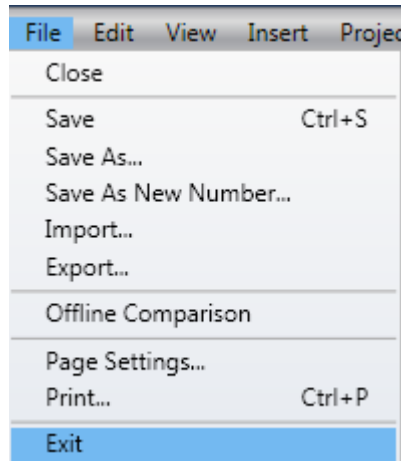 File Edit View Insert Projec
Close
Save Ctrl+S
Save As...
Save As New Number...
Import...
Export...
Offline Comparison
Page Settings...
Print... Ctrl+P
Exit